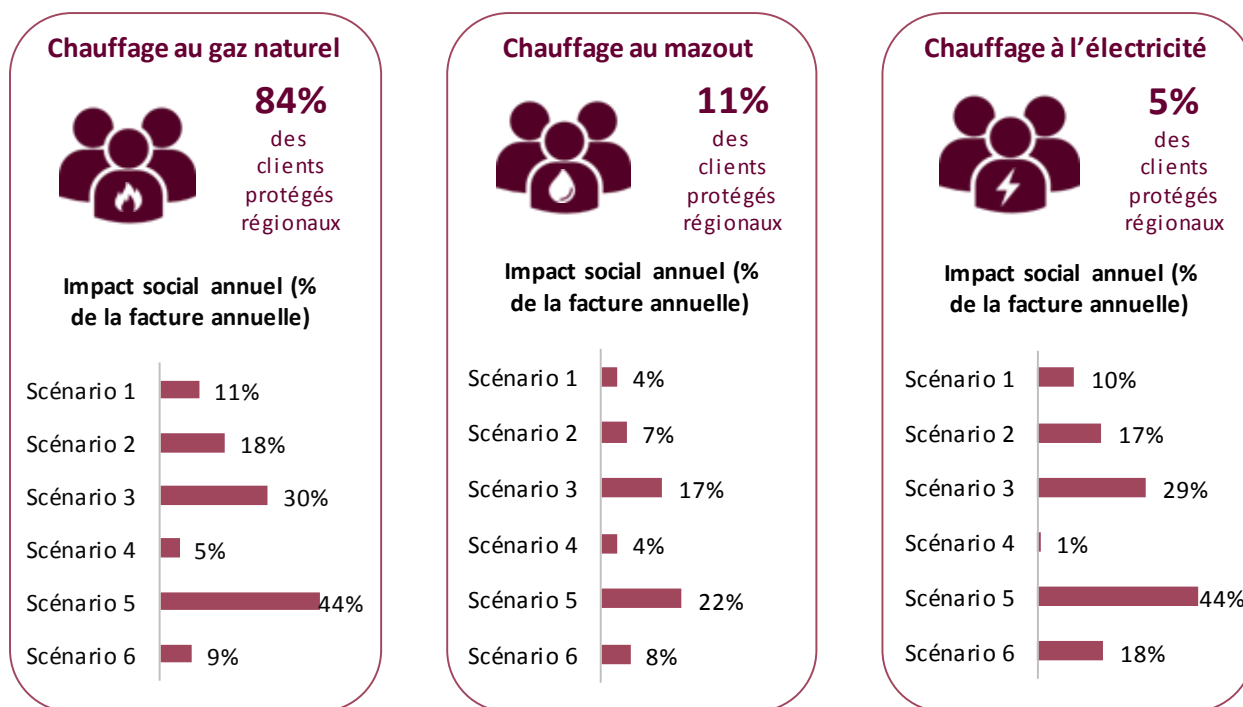 Chauffage au gaz naturel
84%
des
clients
protégés
régionaux
Impact social annuel (%
de la facture annuelle)
Scénario 1 11%
Scénario 2 18%
Scénario 3 30%
Scénario 4 5%
Scénario 5 44%
Scénario 6 9%
Chauffage au mazout
11%
des
clients
protégés
régionaux
Impact social annuel (%
de la facture annuelle)
Scénario 1 4%
Scénario 2 7%
Scénario 3 17%
Scénario 4 4%
Scénario 5 22%
Scénario 6 8%
Chauffage à l'électricité
5%
des
clients
protégés
régionaux
Impact social annuel (%
de la facture annuelle)
Scénario 1 10%
Scénario 2 17%
Scénario 3 29%
Scénario 4 1%
Scénario 5 44%
Scénario 6 18%